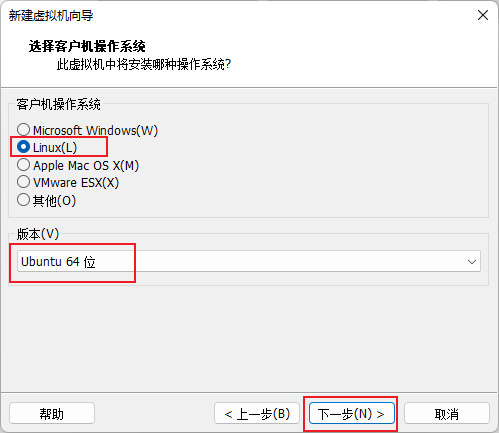 新建虚拟机向导
选择客户机操作系统
此虚拟机中将安装哪种操作系统?
客户机操作系统
Microsoft Windows(W)
Linux(L)
Apple Mac OS X(M)
VMware ESX(X)
其他(O)
版本(V)
Ubuntu 64 位
帮助
< 上一步(B)
下一步(N) >
取消